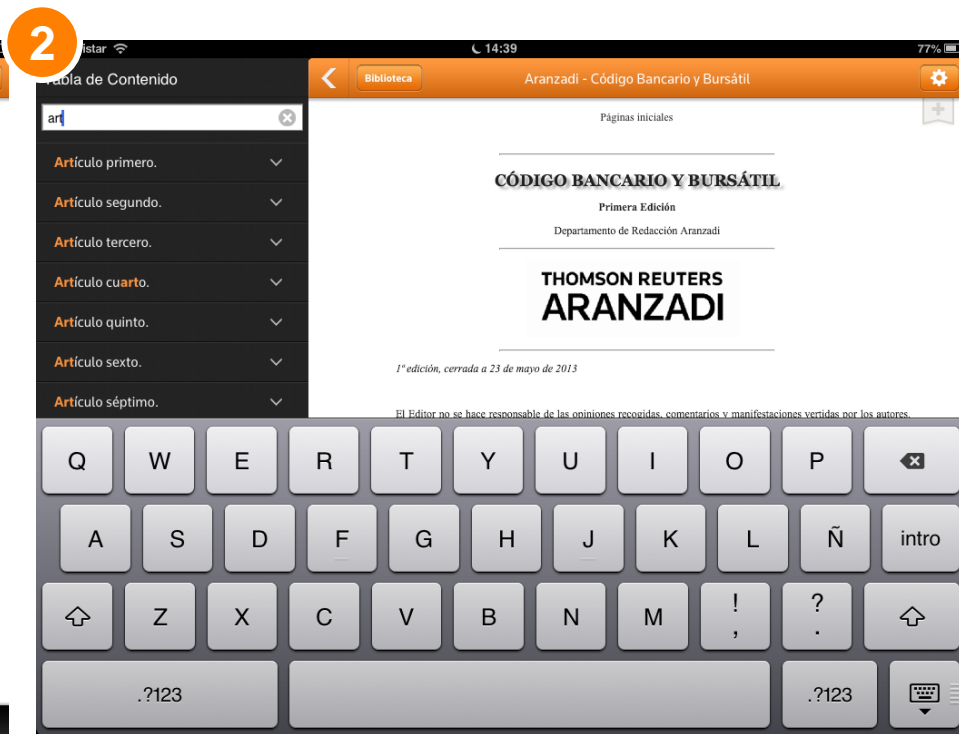 2
istar 14:39 77%
Tabla de Contenido
art
Artículo primero.
Artículo segundo.
Artículo tercero.
Artículo cuarto.
Artículo quinto.
Artículo sexto.
Artículo séptimo.
Biblioteca Aranzadi - Código Bancario y Bursátil
Páginas iniciales
CÓDIGO BANCARIO Y BURSÁTIL
Primera Edición
Departamento de Redacción Aranzadi
THOMSON REUTERS
ARANZADI
1ª edición, cerrada a 23 de mayo de 2013
El Editor no se hace responsable de las opiniones recogidas, comentarios y manifestaciones vertidas por los autores.
Q W E R T Y U I O P
A S D F G H J K L Ñ intro
Z X C V B N M ! , ? .
.?123 .?123